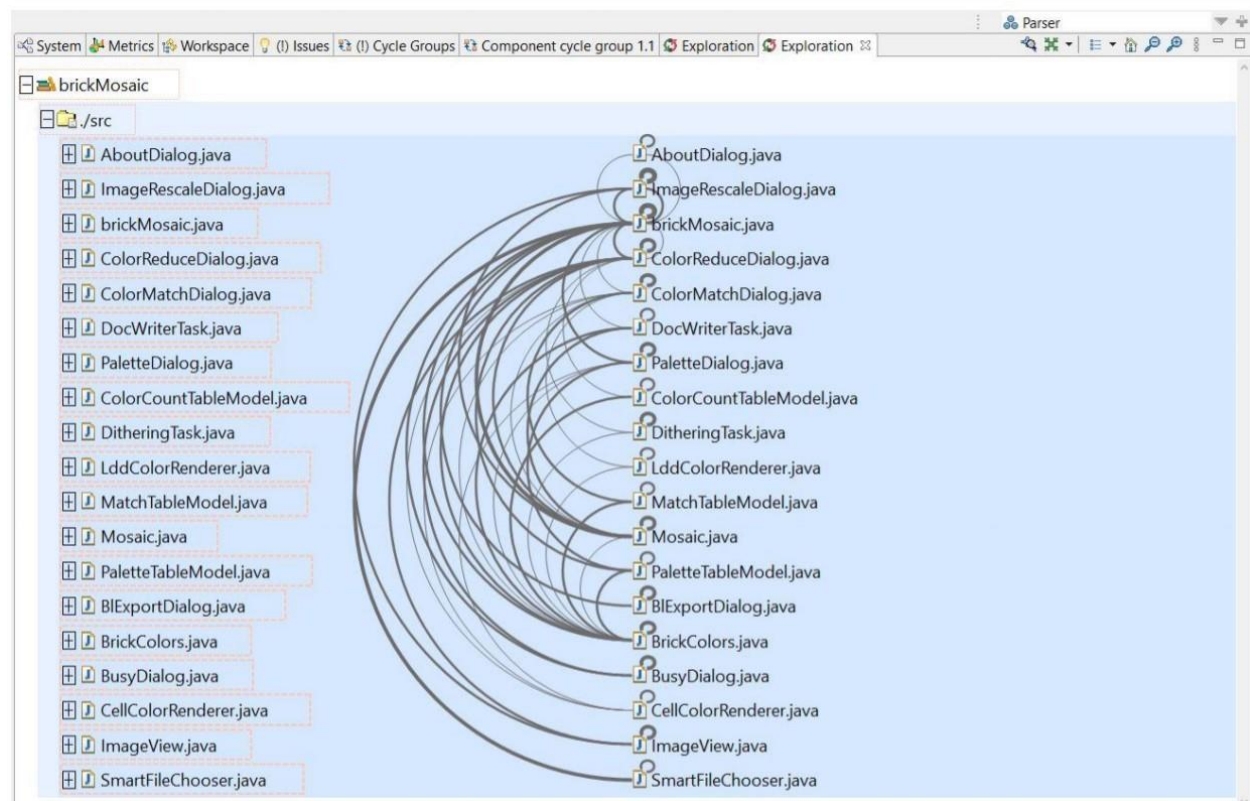 Parser
System Metrics Workspace (!) Issues (!) Cycle Groups Component cycle group 1.1 Exploration Exploration
brickMosaic
./src
AboutDialog.java AboutDialog.java
ImageRescaleDialog.java ImageRescaleDialog.java
brickMosaic.java brickMosaic.java
ColorReduceDialog.java ColorReduceDialog.java
ColorMatchDialog.java ColorMatchDialog.java
DocWriterTask.java DocWriterTask.java
PaletteDialog.java PaletteDialog.java
ColorCountTableModel.java ColorCountTableModel.java
DitheringTask.java DitheringTask.java
LddColorRenderer.java LddColorRenderer.java
MatchTableModel.java MatchTableModel.java
Mosaic.java Mosaic.java
PaletteTableModel.java PaletteTableModel.java
BlExportDialog.java BlExportDialog.java
BrickColors.java BrickColors.java
BusyDialog.java BusyDialog.java
CellColorRenderer.java CellColorRenderer.java
ImageView.java ImageView.java
SmartFileChooser.java SmartFileChooser.java